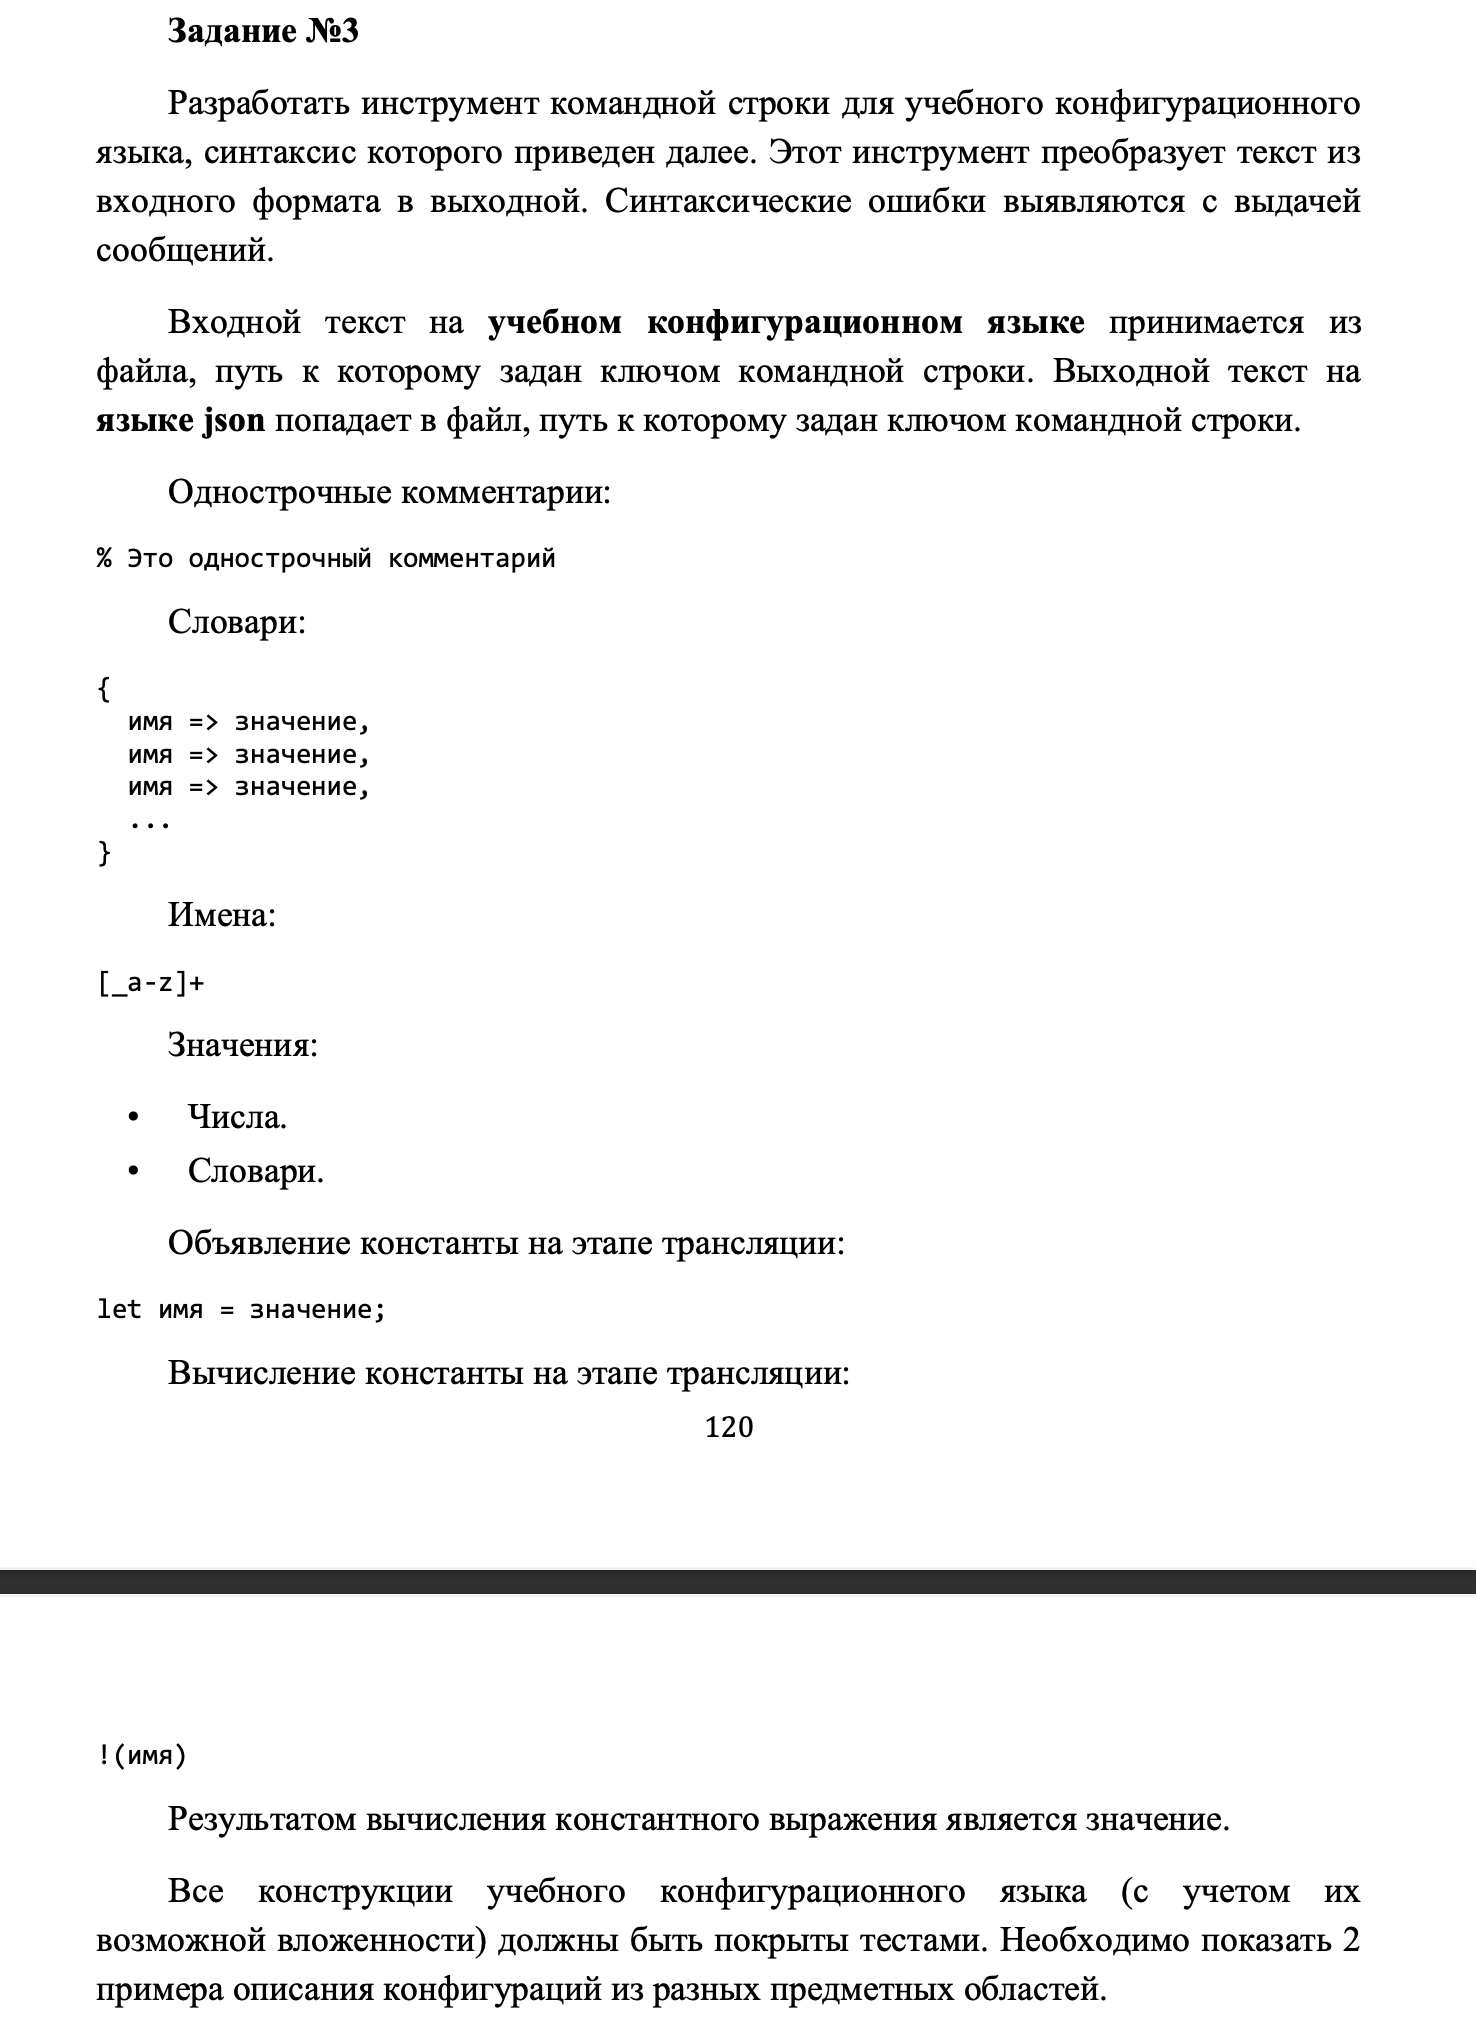 Задание №3
Разработать инструмент командной строки для учебного конфигурационного
языка, синтаксис которого приведен далее. Этот инструмент преобразует текст из
входного формата в выходной. Синтаксические ошибки выявляются с выдачей
сообщений.
Входной текст на учебном конфигурационном языке принимается из
файла, путь к которому задан ключом командной строки. Выходной текст на
языке json попадает в файл, путь к которому задан ключом командной строки.
Однострочные комментарии:
% Это однострочный комментарий
Словари:
{
имя => значение,
имя => значение,
имя => значение,
...
}
Имена:
[_a-z]+
Значения:
• Числа.
• Словари.
Объявление константы на этапе трансляции:
let имя = значение;
Вычисление константы на этапе трансляции:
120
!(имя)
Результатом вычисления константного выражения является значение.
Все конструкции учебного конфигурационного языка (с учетом их
возможной вложенности) должны быть покрыты тестами. Необходимо показать 2
примера описания конфигураций из разных предметных областей.